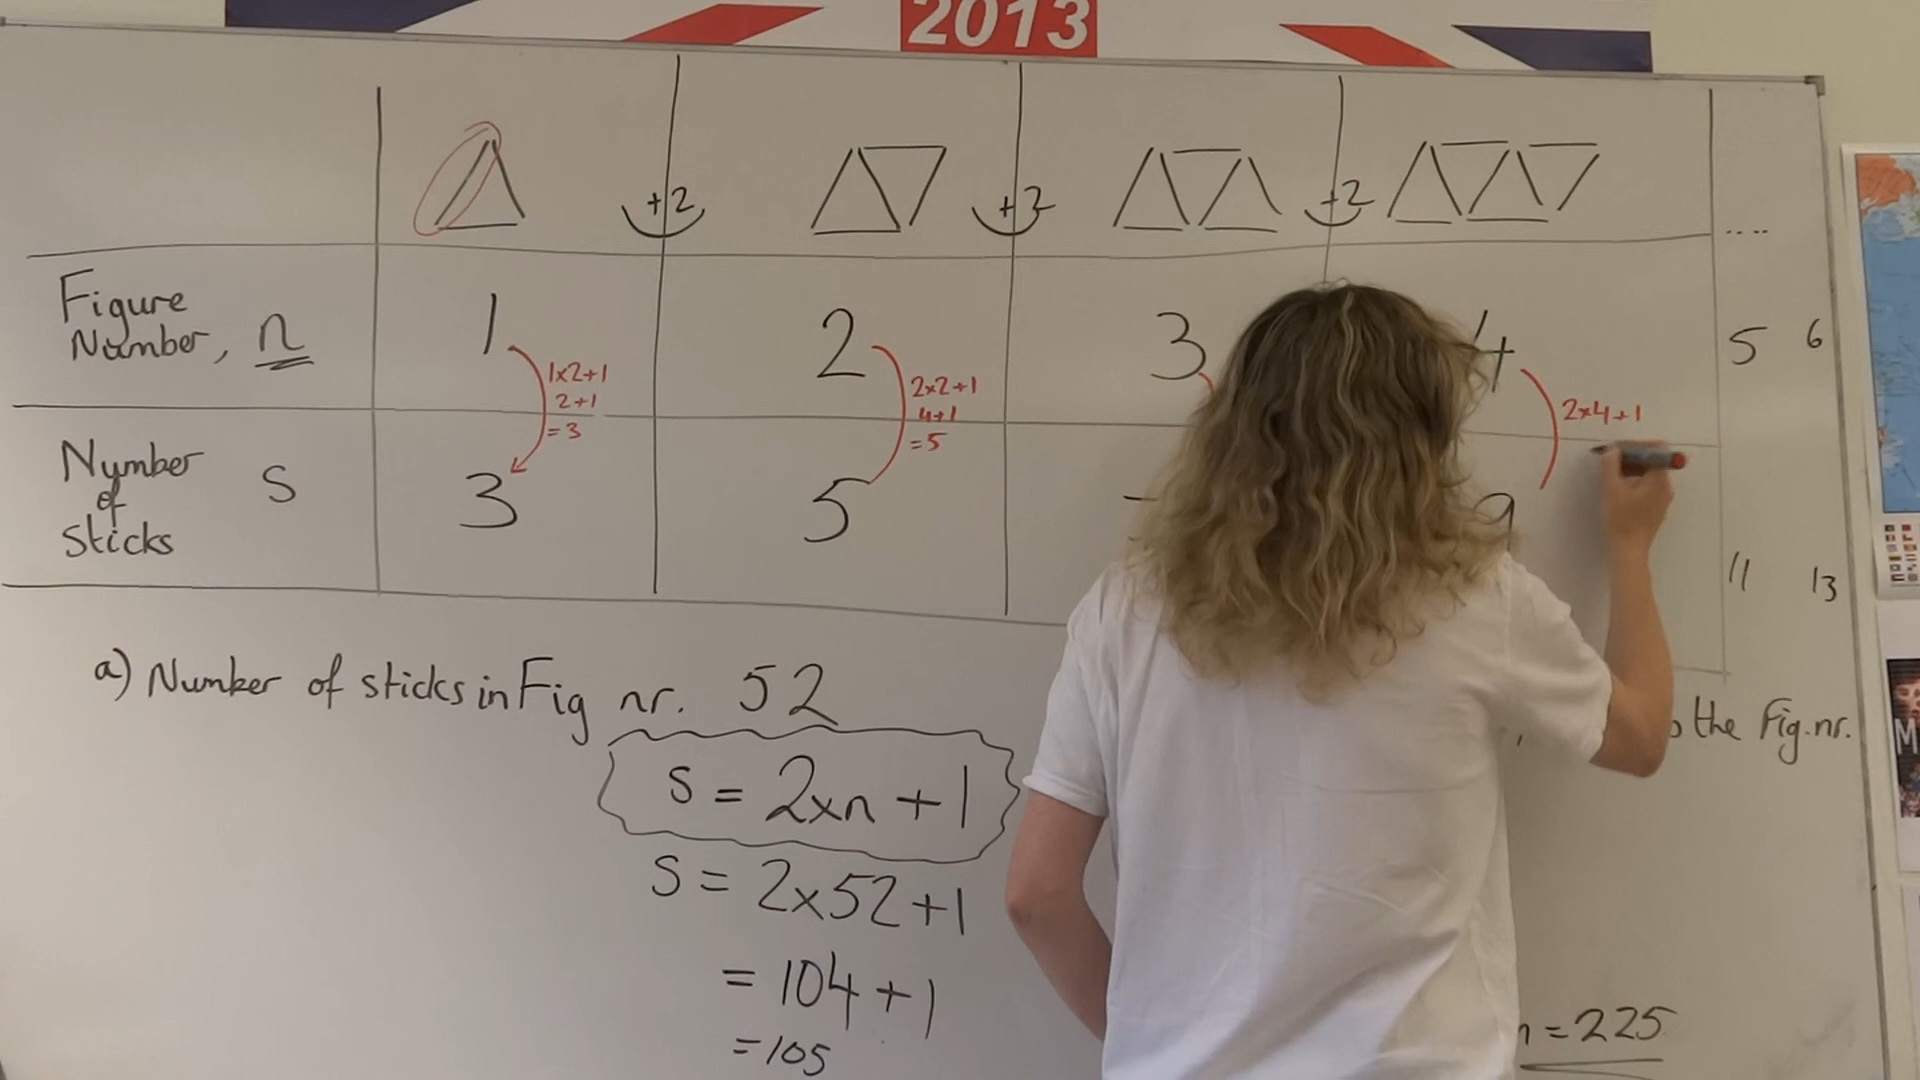 2013
+2
+2
+2
....
Figure
Number, n
1
2
3
4
5 6
1x2+1
2+1
=3
2x2+1
4+1
=5
2x4+1
Number
of
Sticks
S
3
5
9
11
13
a) Number of sticks in Fig nr. 52
the Fig.nr.
S = 2xn + 1
S = 2x52+1
= 104 + 1
=105
n = 225
M